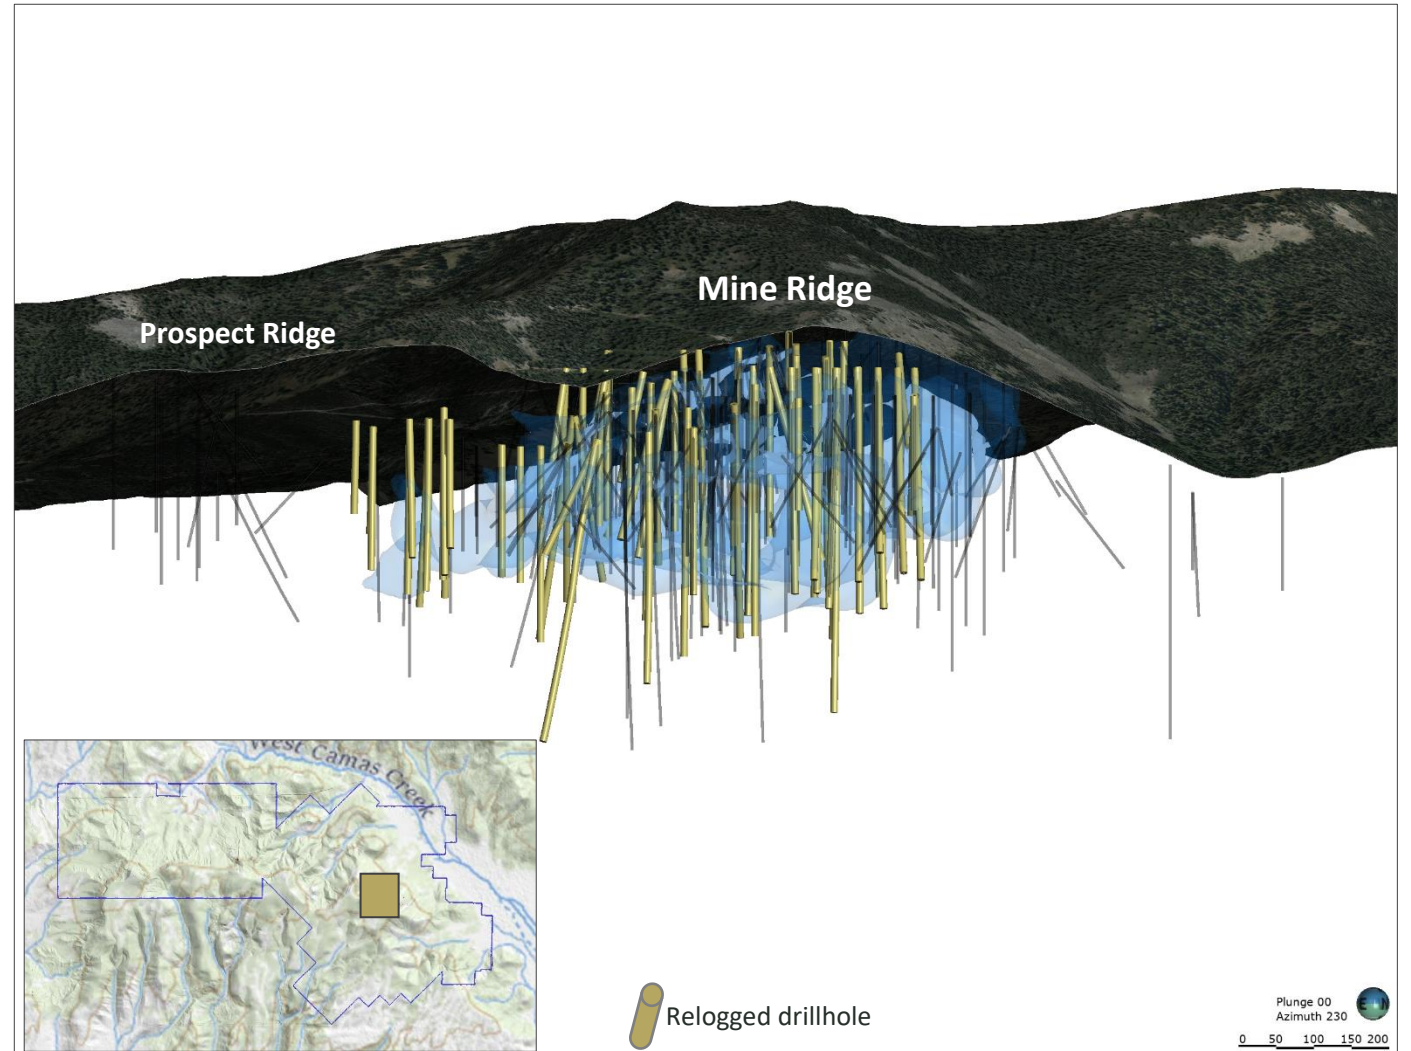 Mine Ridge
Prospect Ridge
West Camas Creek
Relogged drillhole
Plunge 00
Azimuth 230
0 50 100 150 200